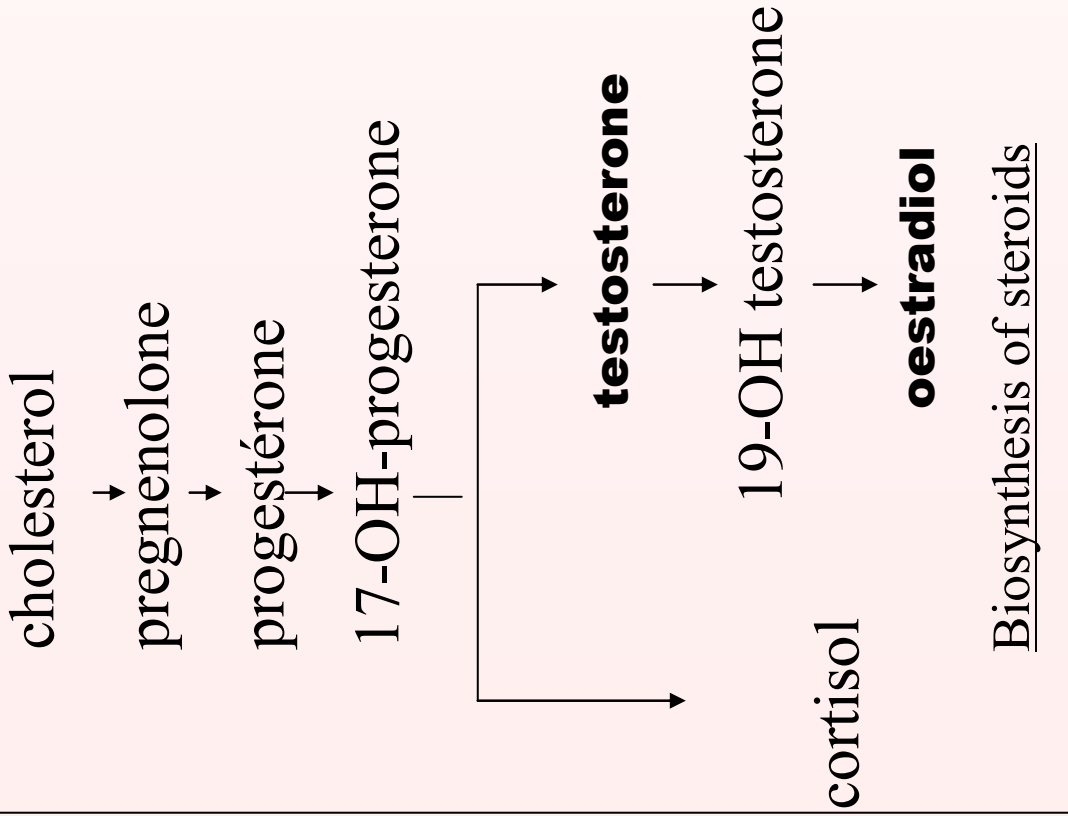 cholesterol
pregnenolone
progestérone
17-OH-progesterone
testosterone
19-OH testosterone
cortisol
oestradiol
Biosynthesis of steroids